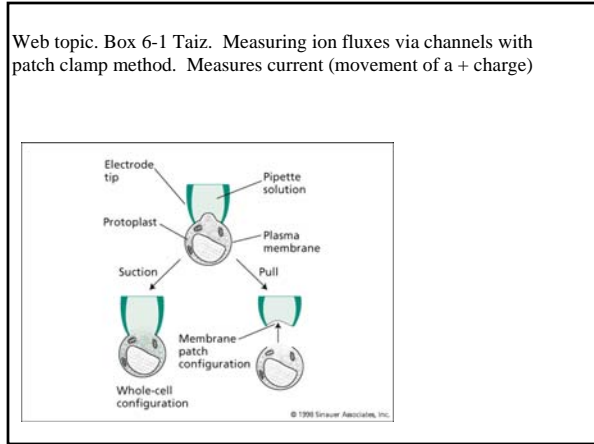 Web topic. Box 6-1 Taiz. Measuring ion fluxes via channels with
patch clamp method. Measures current (movement of a + charge)
Electrode
tip
Pipette
solution
Protoplast
Plasma
membrane
Suction
Pull
Membrane
patch
configuration
Whole-cell
configuration
© 1998 Sinauer Associates, Inc.